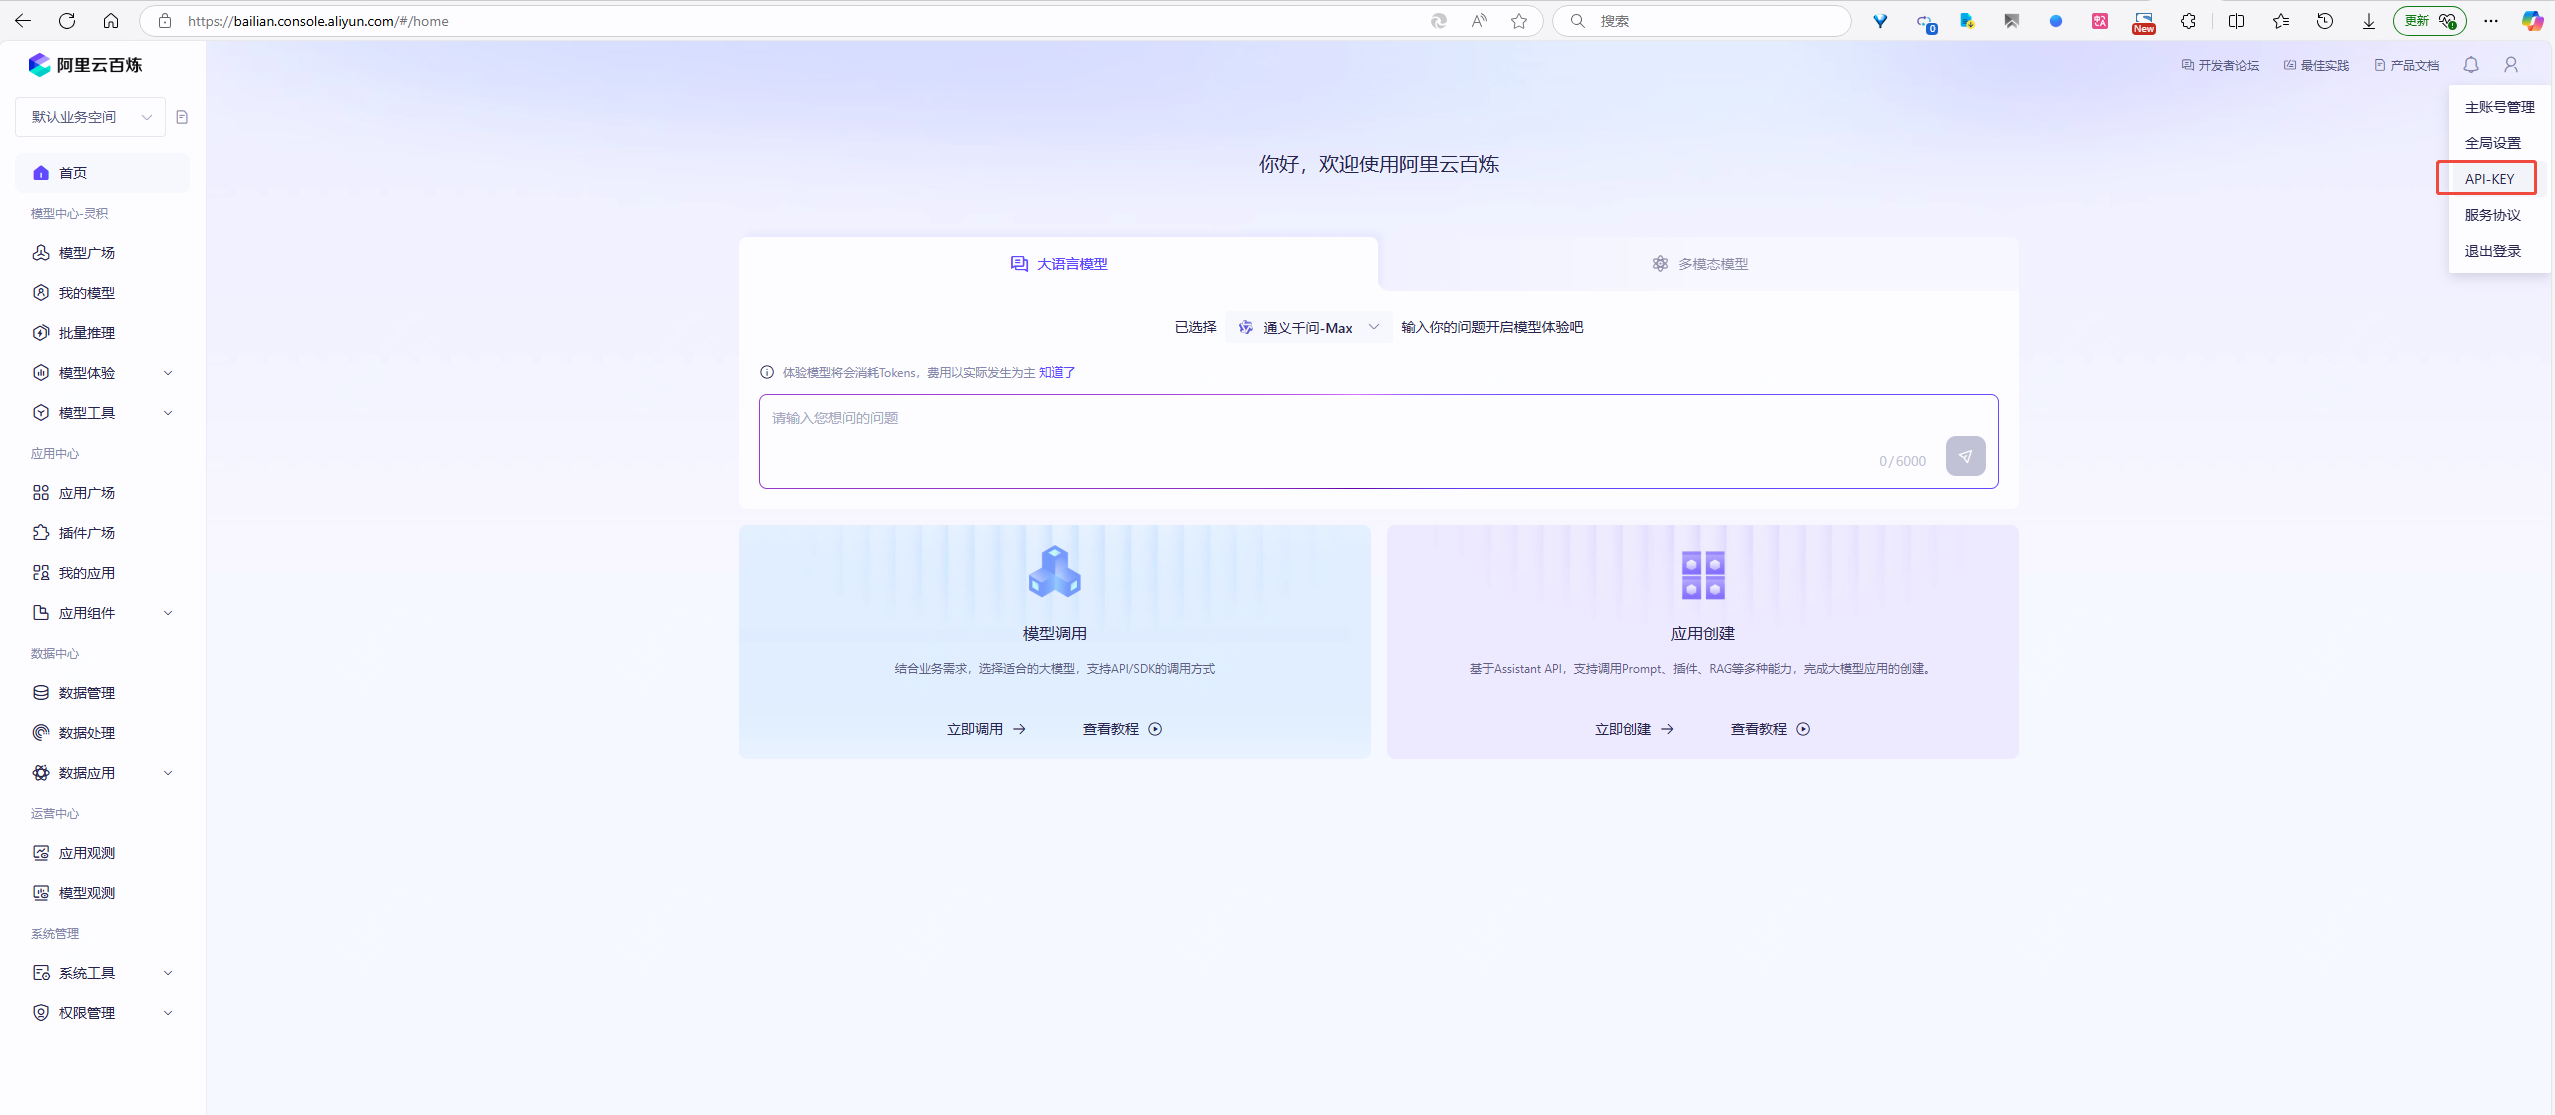 https://bailian.console.aliyun.com/#/home
搜索
0
New
更新
阿里云百炼
开发者论坛
最佳实践
产品文档
默认业务空间
主账号管理
全局设置
API-KEY
服务协议
退出登录
首页
模型中心-灵积
模型广场
我的模型
批量推理
模型体验
模型工具
应用中心
应用广场
插件广场
我的应用
应用组件
数据中心
数据管理
数据处理
数据应用
运营中心
应用观测
模型观测
系统管理
系统工具
权限管理
你好，欢迎使用阿里云百炼
大语言模型
多模态模型
已选择 通义千问-Max 输入你的问题开启模型体验吧
体验模型将会消耗Tokens，费用以实际发生为主 知道了
请输入您想问的问题
0/6000
模型调用
结合业务需求，选择适合的大模型，支持API/SDK的调用方式
立即调用
查看教程
应用创建
基于Assistant API，支持调用Prompt、插件、RAG等多种能力，完成大模型应用的创建。
立即创建
查看教程